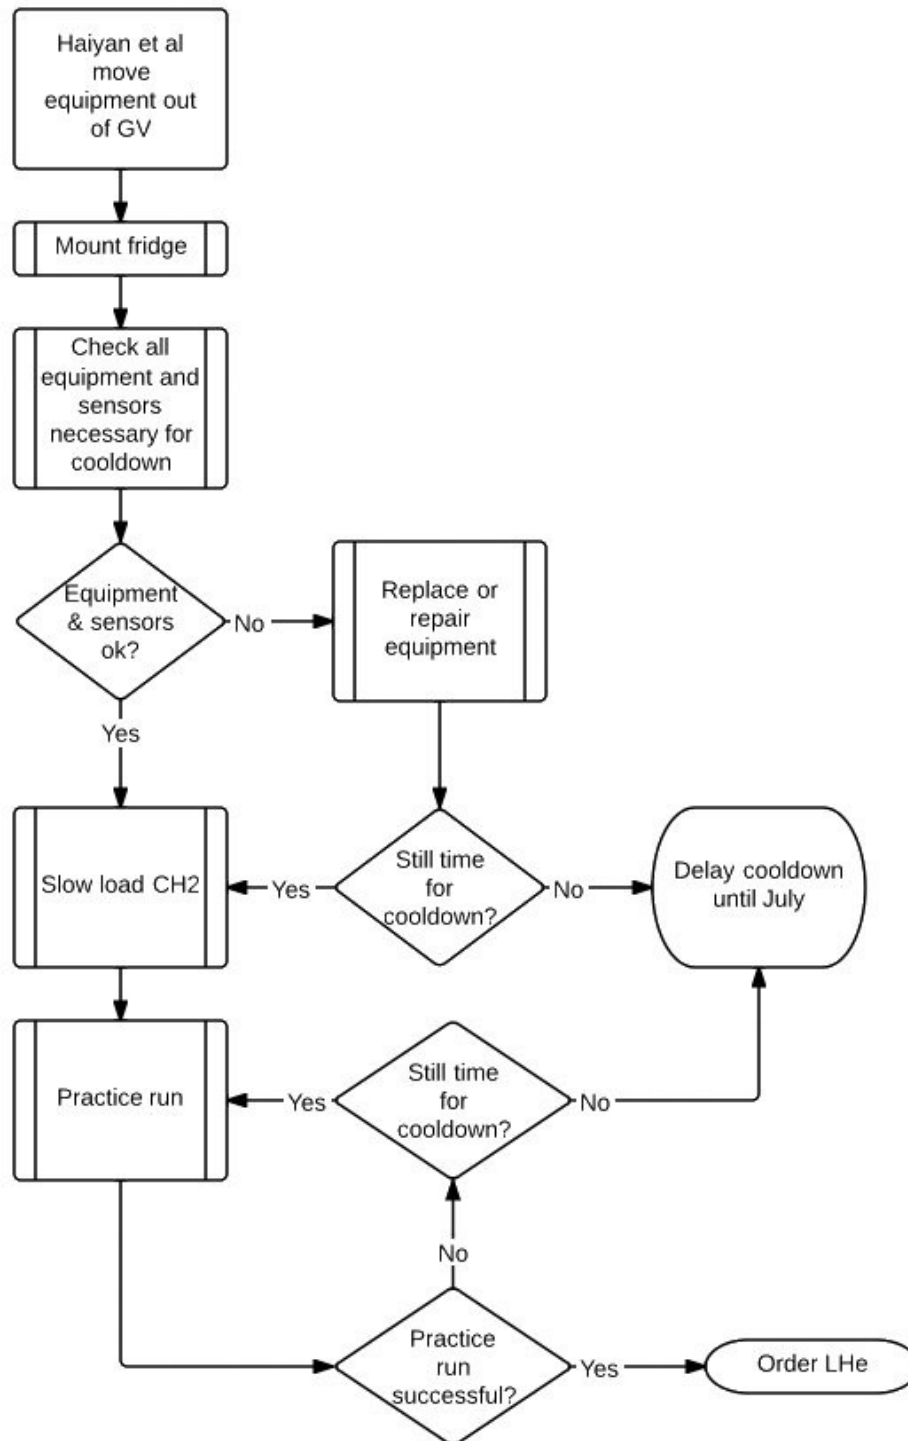 Haiyan et al
move
equipment out
of GV
Mount fridge
Check all
equipment and
sensors
necessary for
cooldown
Equipment
& sensors
ok?
No
Replace or
repair
equipment
Yes
Slow load CH2
Yes
Still time
for
cooldown?
No
Delay cooldown
until July
Practice run
Yes
Still time
for
cooldown?
No
No
Practice
run
successful?
Yes
Order LHe